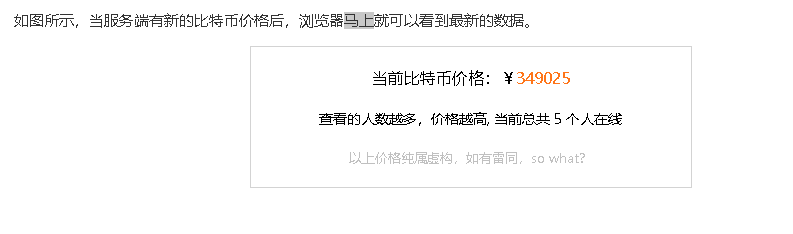 如图所示，当服务端有新的比特币价格后，浏览器马上就可以看到最新的数据。
当前比特币价格：￥349025
查看的人数越多，价格越高, 当前总共 5 个人在线
以上价格纯属虚构，如有雷同，so what?